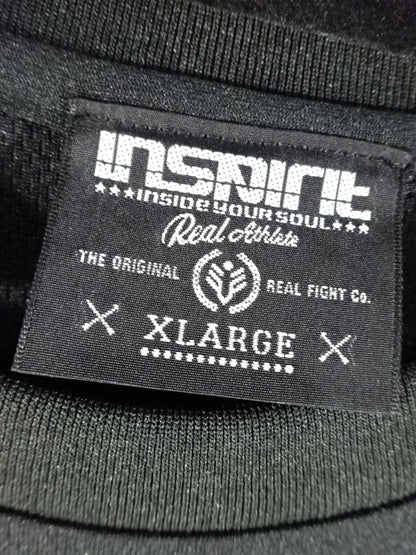 INSPIRIT
★★★INSIDE YOUR SOUL★★★
Real Athlete
THE ORIGINAL REAL FIGHT Co.
XLARGE